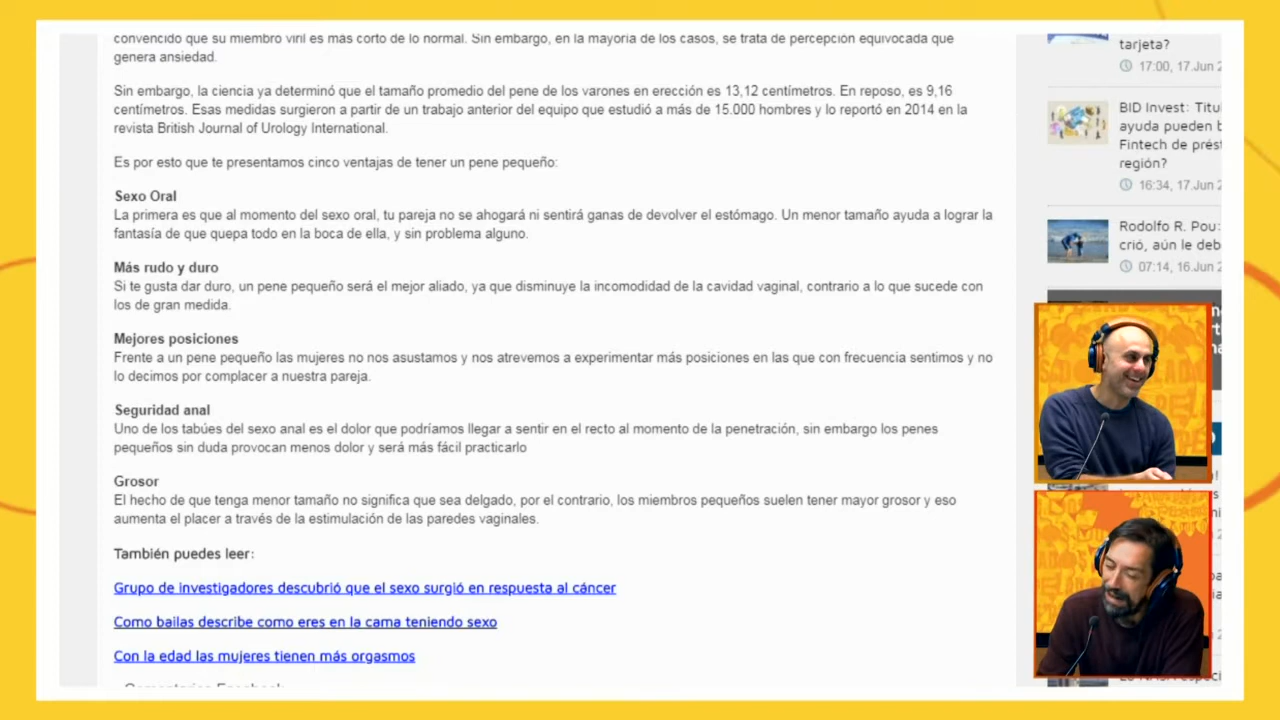 convencido que su miembro viril es más corto de lo normal. Sin embargo, en la mayoría de los casos, se trata de percepción equivocada que
genera ansiedad.
Sin embargo, la ciencia ya determinó que el tamaño promedio del pene de los varones en erección es 13,12 centímetros. En reposo, es 9,16
centímetros. Esas medidas surgieron a partir de un trabajo anterior del equipo que estudió a más de 15.000 hombres y lo reportó en 2014 en la
revista British Journal of Urology International.
Es por esto que te presentamos cinco ventajas de tener un pene pequeño:
Sexo Oral
La primera es que al momento del sexo oral, tu pareja no se ahogará ni sentirá ganas de devolver el estómago. Un menor tamaño ayuda a lograr la
fantasía de que quepa todo en la boca de ella, y sin problema alguno.
Más rudo y duro
Si te gusta dar duro, un pene pequeño será el mejor aliado, ya que disminuye la incomodidad de la cavidad vaginal, contrario a lo que sucede con
los de gran medida.
Mejores posiciones
Frente a un pene pequeño las mujeres no nos asustamos y nos atrevemos a experimentar más posiciones en las que con frecuencia sentimos y no
lo decimos por complacer a nuestra pareja.
Seguridad anal
Uno de los tabúes del sexo anal es el dolor que podríamos llegar a sentir en el recto al momento de la penetración, sin embargo los penes
pequeños sin duda provocan menos dolor y será más fácil practicarlo
Grosor
El hecho de que tenga menor tamaño no significa que sea delgado, por el contrario, los miembros pequeños suelen tener mayor grosor y eso
aumenta el placer a través de la estimulación de las paredes vaginales.
También puedes leer:
Grupo de investigadores descubrió que el sexo surgió en respuesta al cáncer
Como bailas describe como eres en la cama teniendo sexo
Con la edad las mujeres tienen más orgasmos
tarjeta?
17:00, 17.Jun 2
BID Invest: Titu
ayuda pueden b
Fintech de prést
región?
16:34, 17.Jun 2
Rodolfo R. Pou:
crió, aún le deb
07:14, 16.Jun 2